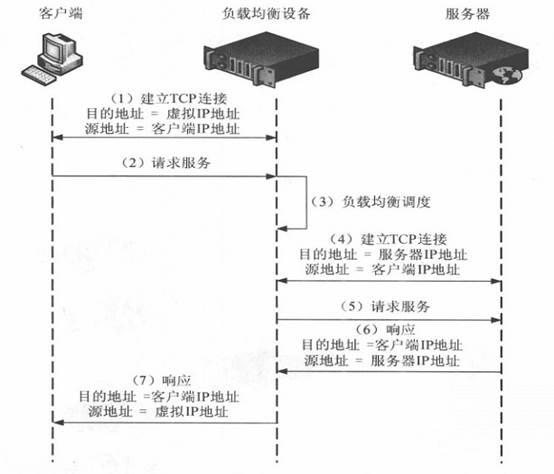 客户端
负载均衡设备
服务器
（1）建立TCP连接
目的地址 = 虚拟IP地址
源地址 = 客户端IP地址
（2）请求服务
（3）负载均衡调度
（4）建立TCP连接
目的地址 = 服务器IP地址
源地址 = 客户端IP地址
（5）请求服务
（6）响应
目的地址 =客户端IP地址
源地址 = 服务器IP地址
（7）响应
目的地址 =客户端IP地址
源地址 = 虚拟IP地址